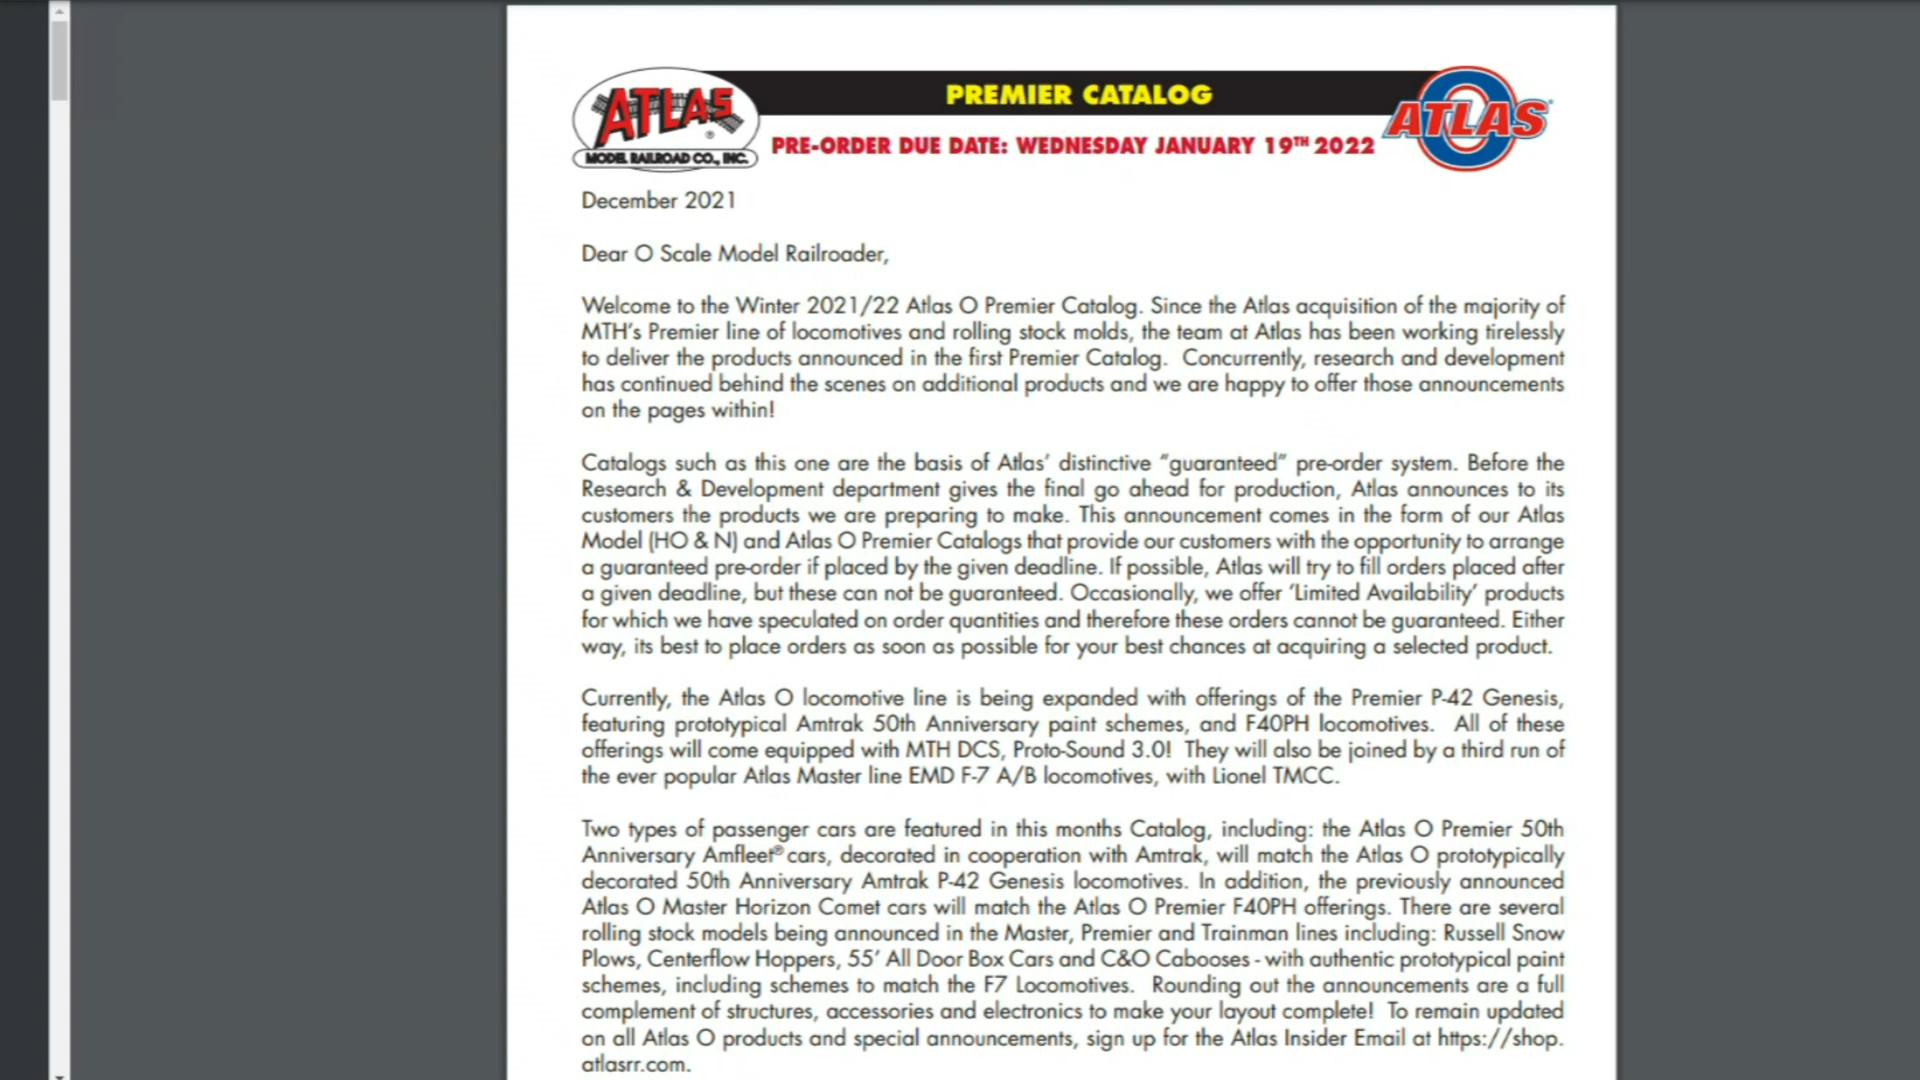 PREMIER CATALOG
ATLAS
®
MODEL RAILROAD CO., INC.
PRE-ORDER DUE DATE: WEDNESDAY JANUARY 19TH 2022
ATLAS®
December 2021
Dear O Scale Model Railroader,
Welcome to the Winter 2021/22 Atlas O Premier Catalog. Since the Atlas acquisition of the majority of
MTH's Premier line of locomotives and rolling stock molds, the team at Atlas has been working tirelessly
to deliver the products announced in the first Premier Catalog.  Concurrently, research and development
has continued behind the scenes on additional products and we are happy to offer those announcements
on the pages within!
Catalogs such as this one are the basis of Atlas' distinctive "guaranteed" pre-order system. Before the
Research & Development department gives the final go ahead for production, Atlas announces to its
customers the products we are preparing to make. This announcement comes in the form of our Atlas
Model (HO & N) and Atlas O Premier Catalogs that provide our customers with the opportunity to arrange
a guaranteed pre-order if placed by the given deadline. If possible, Atlas will try to fill orders placed after
a given deadline, but these can not be guaranteed. Occasionally, we offer 'Limited Availability' products
for which we have speculated on order quantities and therefore these orders cannot be guaranteed. Either
way, its best to place orders as soon as possible for your best chances at acquiring a selected product.
Currently, the Atlas O locomotive line is being expanded with offerings of the Premier P-42 Genesis,
featuring prototypical Amtrak 50th Anniversary paint schemes, and F40PH locomotives.  All of these
offerings will come equipped with MTH DCS, Proto-Sound 3.0!  They will also be joined by a third run of
the ever popular Atlas Master line EMD F-7 A/B locomotives, with Lionel TMCC.
Two types of passenger cars are featured in this months Catalog, including: the Atlas O Premier 50th
Anniversary Amfleet® cars, decorated in cooperation with Amtrak, will match the Atlas O prototypically
decorated 50th Anniversary Amtrak P-42 Genesis locomotives. In addition, the previously announced
Atlas O Master Horizon Comet cars will match the Atlas O Premier F40PH offerings. There are several
rolling stock models being announced in the Master, Premier and Trainman lines including: Russell Snow
Plows, Centerflow Hoppers, 55' All Door Box Cars and C&O Cabooses - with authentic prototypical paint
schemes, including schemes to match the F7 Locomotives.  Rounding out the announcements are a full
complement of structures, accessories and electronics to make your layout complete!  To remain updated
on all Atlas O products and special announcements, sign up for the Atlas Insider Email at https://shop.
atlasrr.com.